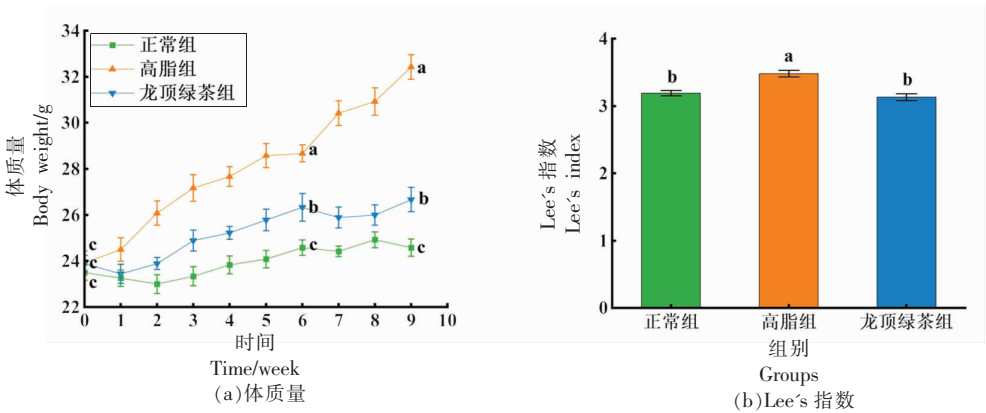 体质量
Body weight/g
34
32
30
28
26
24
22
正常组
高脂组
龙顶绿茶组
a
a
b
b
c
c
c
c
c
0 1 2 3 4 5 6 7 8 9 10
时间
Time/week
(a)体质量
Lee's 指数
Lee's index
4
3
2
1
0
b
a
b
正常组 高脂组 龙顶绿茶组
组别
Groups
(b)Lee's 指数